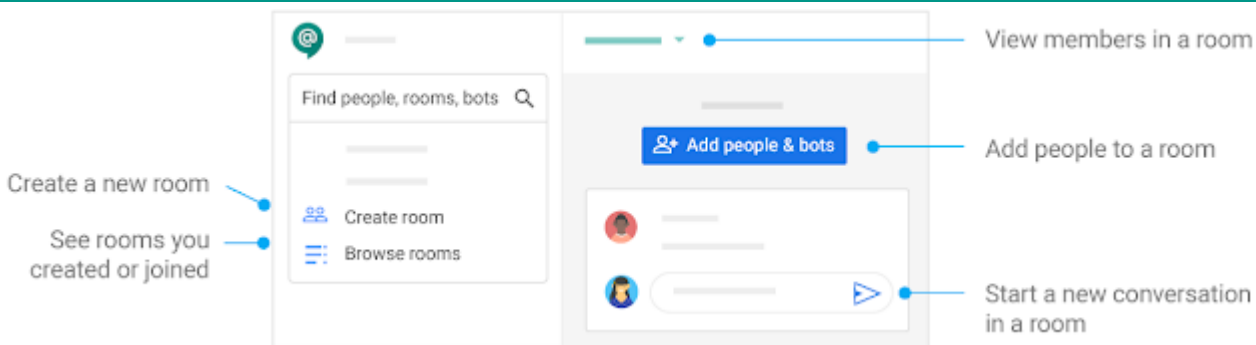 @
View members in a room
Find people, rooms, bots
Add people & bots
Add people to a room
Create a new room
Create room
See rooms you
created or joined
Browse rooms
Start a new conversation
in a room